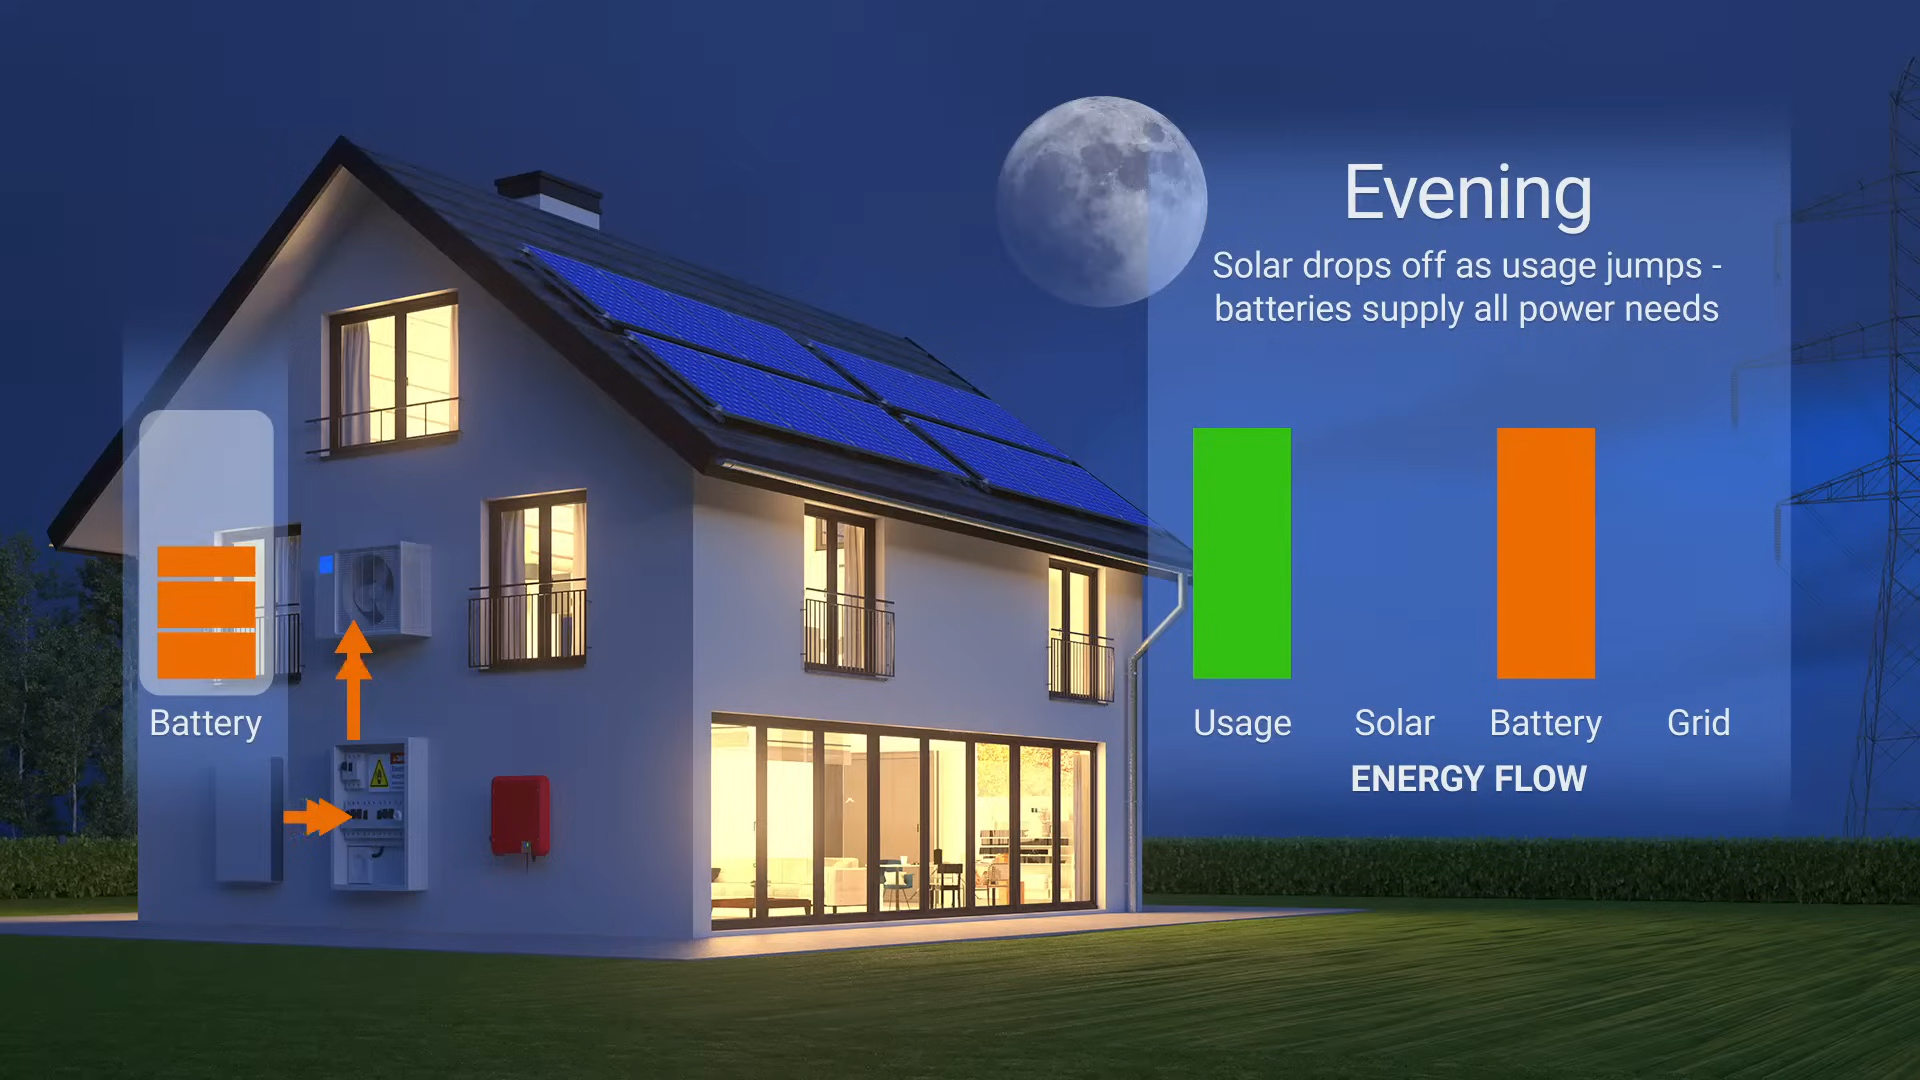 Evening
Solar drops off as usage jumps -
batteries supply all power needs
Battery
Usage Solar Battery Grid
ENERGY FLOW